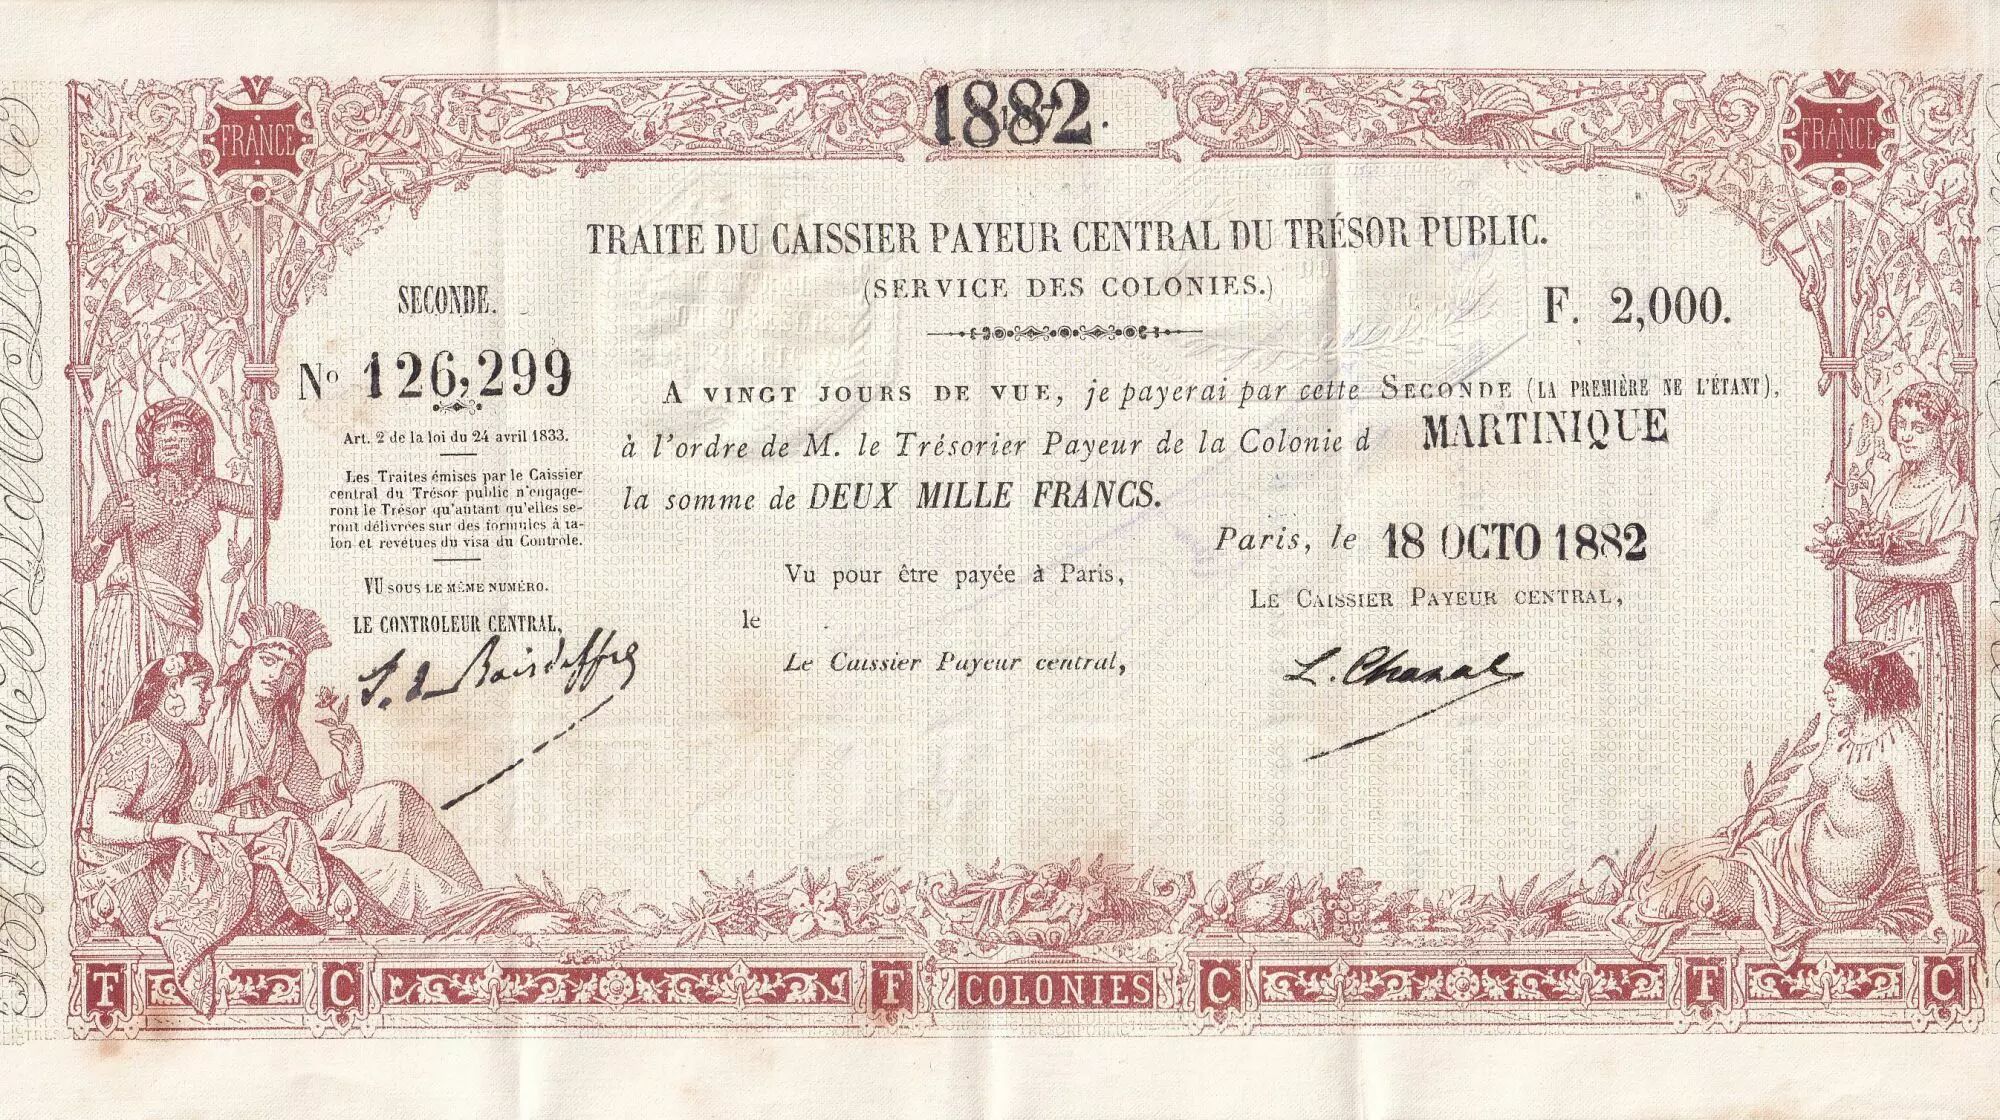 1882
FRANCE
FRANCE
TRAITE DU CAISSIER PAYEUR CENTRAL DU TRÉSOR PUBLIC.
(SERVICE DES COLONIES.)
SECONDE.
F. 2,000.
Nº 126,299
A VINGT JOURS DE VUE, je payerai par cette SECONDE (LA PREMIÈRE NE L'ÉTANT),
à l'ordre de M. le Trésorier Payeur de la Colonie d MARTINIQUE
la somme de DEUX MILLE FRANCS.
Art. 2 de la loi du 24 avril 1833.
Les Traites émises par le Caissier
central du Trésor public n'engage-
ront le Trésor qu'autant qu'elles se-
ront délivrées sur des formules à ta-
lon et revêtues du visa du Contrôle.
Paris, le 18 OCTO 1882
VU SOUS LE MÊME NUMÉRO.
LE CONTROLEUR CENTRAL,
Vu pour être payée à Paris,
le
Le Caissier Payeur central,
LE CAISSIER PAYEUR CENTRAL,
L. Chazal
F C F COLONIES C F C